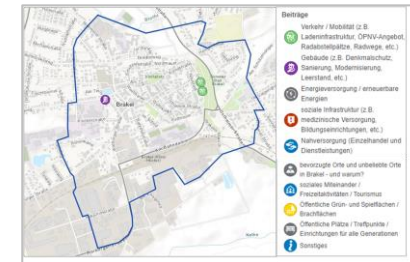 Brakel
Beiträge
Verkehr / Mobilität (z.B.
Ladeninfrastruktur, ÖPNV-Angebot,
Radabstellplätze, Radwege, etc.)
Gebäude (z.B. Denkmalschutz,
Sanierung, Modernisierung,
Leerstand, etc.)
Energieversorgung / erneuerbare
Energien
soziale Infrastruktur (z.B.
medizinische Versorgung,
Bildungseinrichtungen, etc.)
Nahversorgung (Einzelhandel und
Dienstleistungen)
bevorzugte Orte und unbeliebte Orte
in Brakel - und warum?
soziales Miteinander /
Freizeitaktivitäten / Tourismus
Öffentliche Grün- und Spielflächen /
Brachflächen
Öffentliche Plätze / Treffpunkte /
Einrichtungen für alle Generationen
Sonstiges